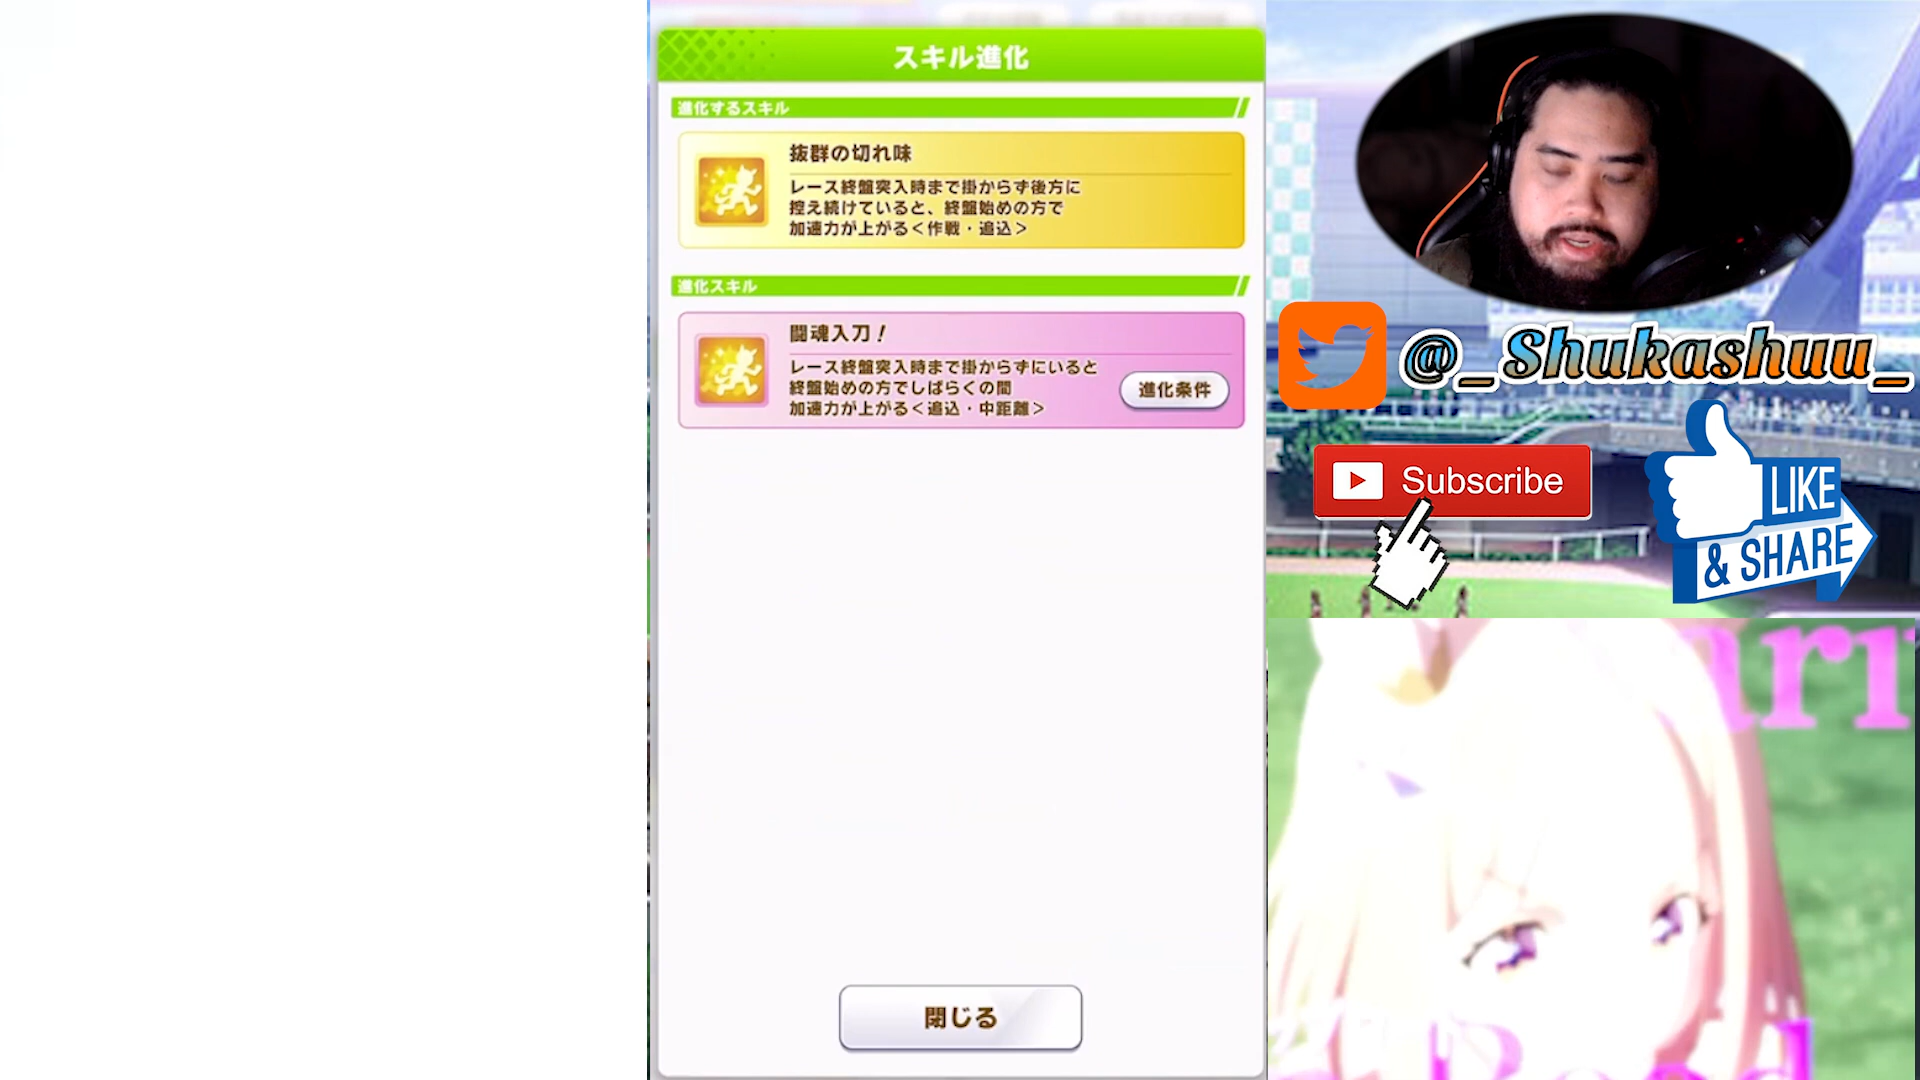 スキル進化
進化するスキル
抜群の切れ味
レース終盤突入時まで掛からず後方に
控え続けていると、終盤始めの方で
加速力が上がる<作戦・追込>
進化スキル
闘魂入刀！
レース終盤突入時まで掛からずにいると
終盤始めの方でしばらくの間
加速力が上がる<追込・中距離>
進化条件
閉じる
@_Shukashuu_
Subscribe
LIKE
& SHARE